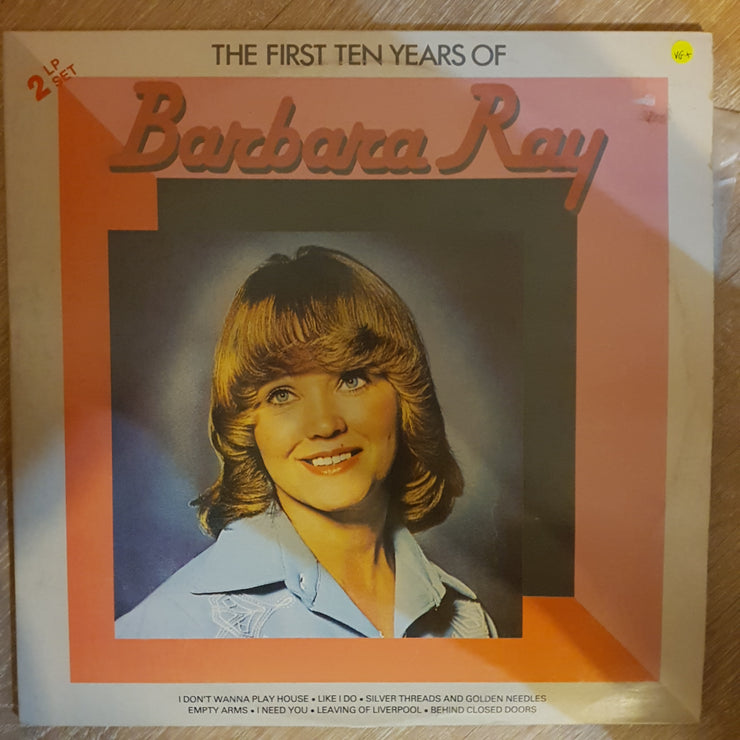 THE FIRST TEN YEARS OF
VG+
2 LP
SET
Barbara Ray
I DON'T WANNA PLAY HOUSE • LIKE I DO • SILVER THREADS AND GOLDEN NEEDLES
EMPTY ARMS • I NEED YOU • LEAVING OF LIVERPOOL • BEHIND CLOSED DOORS